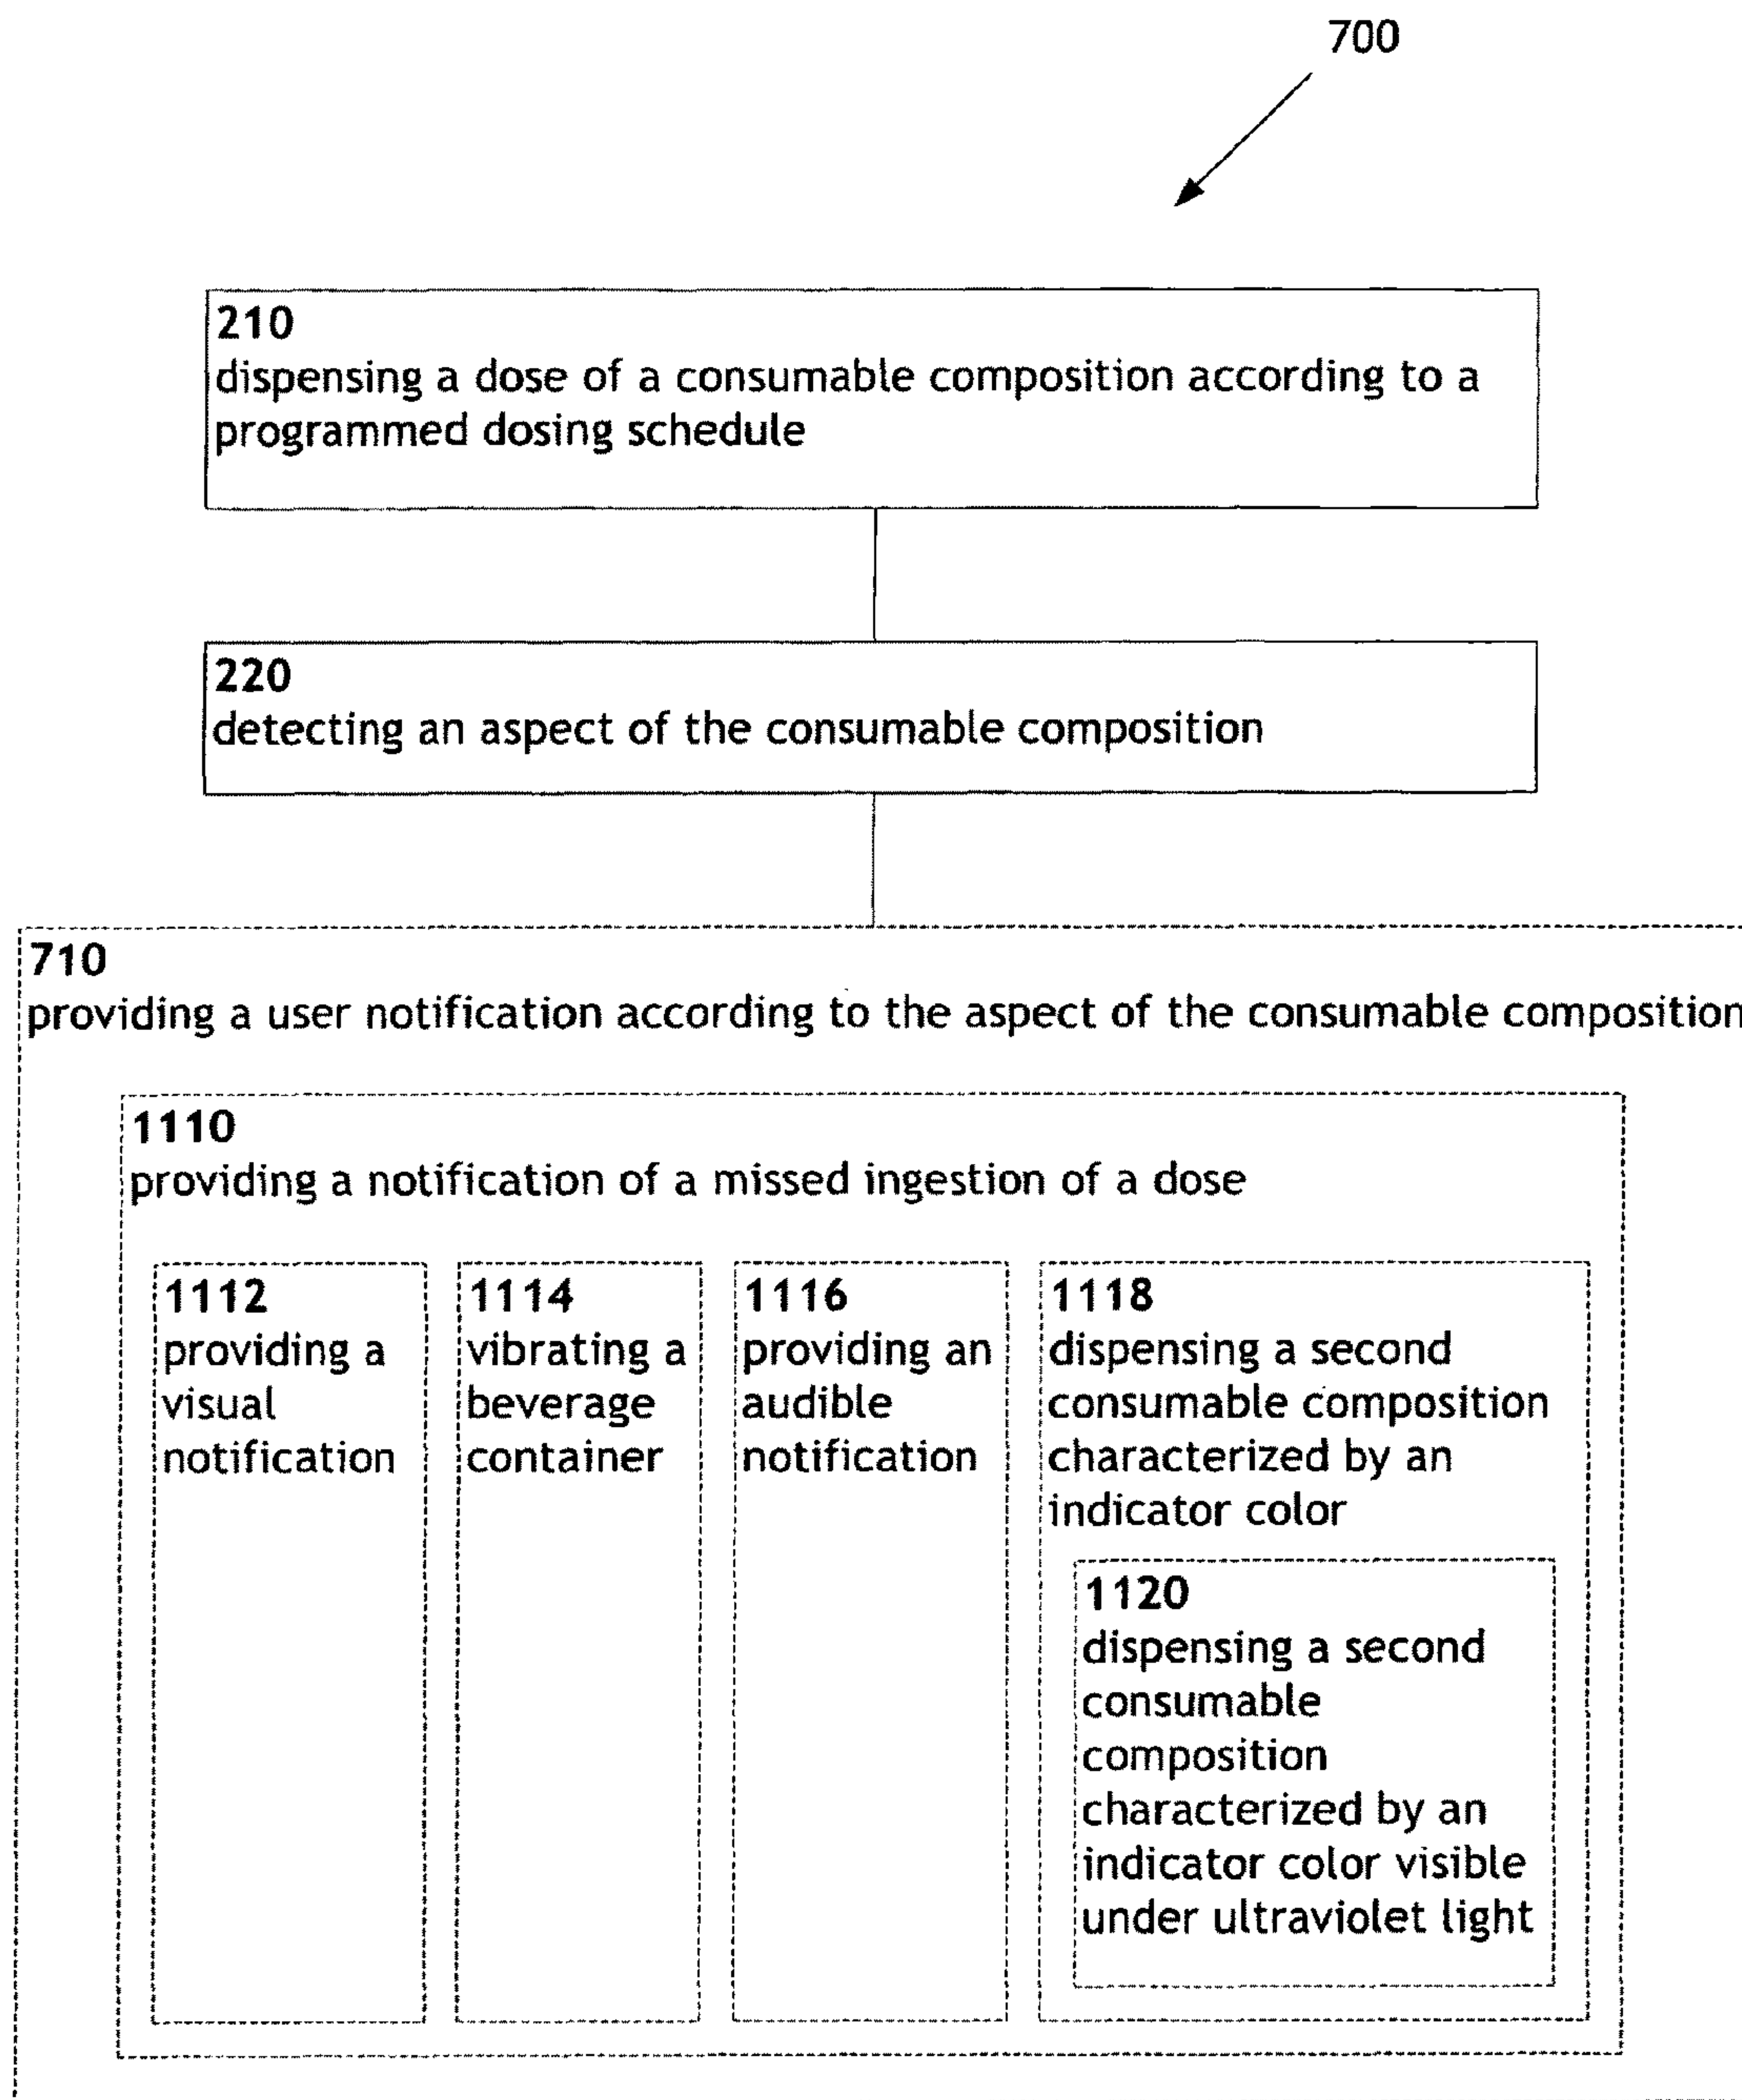 700
210
dispensing a dose of a consumable composition according to a
programmed dosing schedule
220
detecting an aspect of the consumable composition
710
providing a user notification according to the aspect of the consumable composition
1110
providing a notification of a missed ingestion of a dose
1112
providing a
visual
notification
1114
vibrating a
beverage
container
1116
providing an
audible
notification
1118
dispensing a second
consumable composition
characterized by an
indicator color
1120
dispensing a second
consumable
composition
characterized by an
indicator color visible
under ultraviolet light